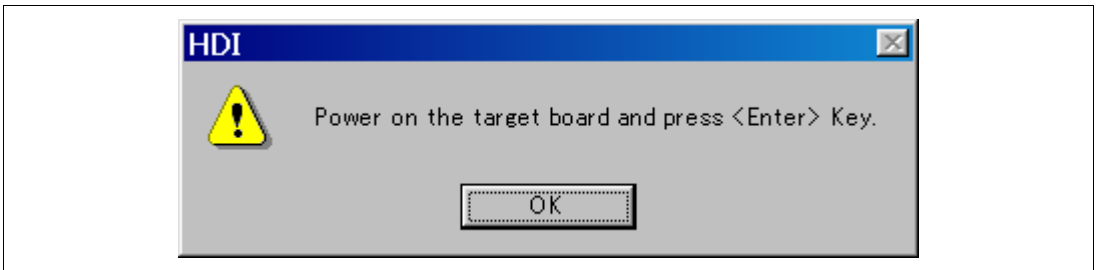 HDI
Power on the target board and press <Enter> Key.
OK